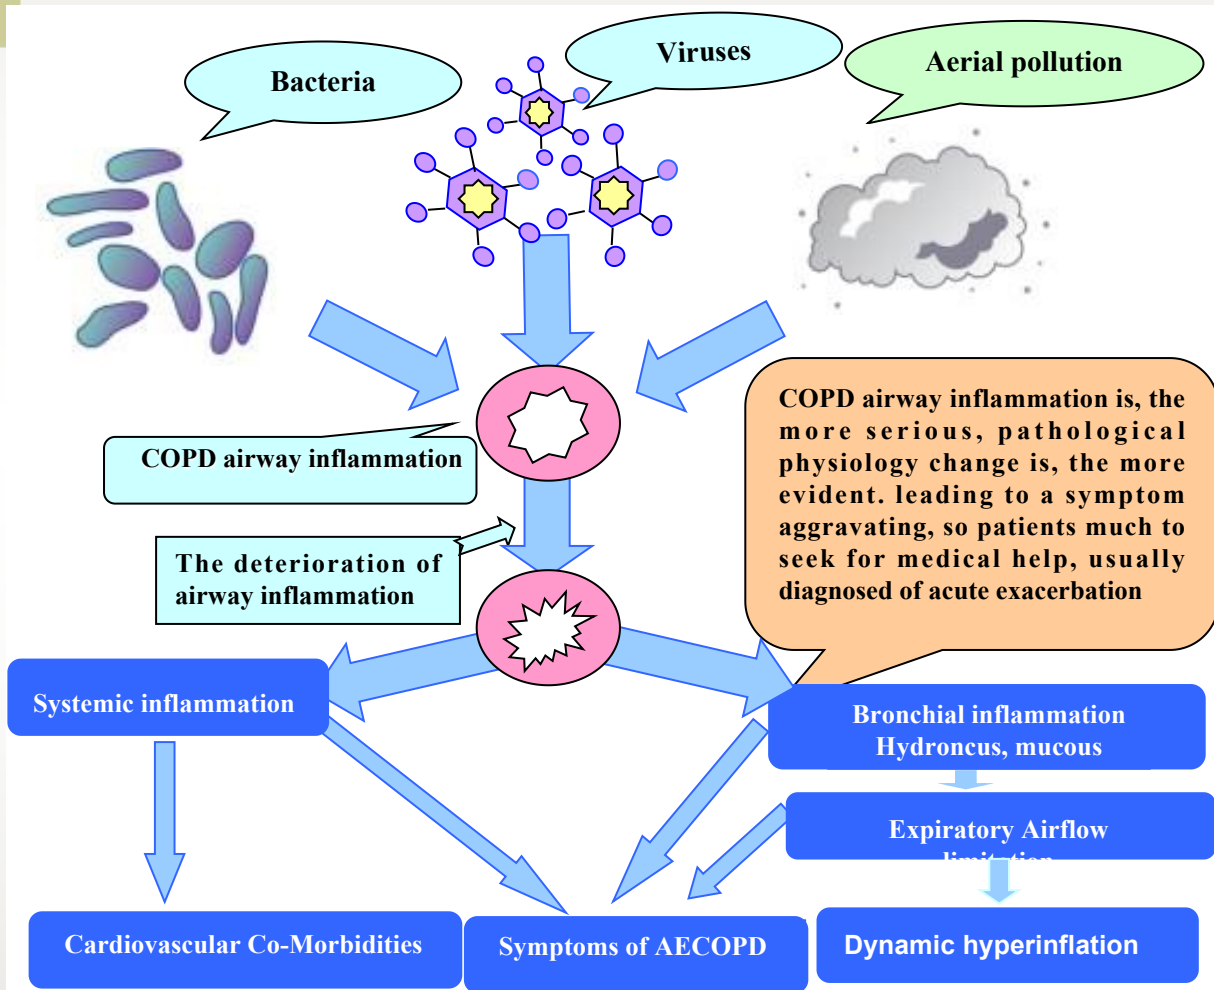 Bacteria
Viruses
Aerial pollution
COPD airway inflammation is, the
more serious, pathological
physiology change is, the more
evident. leading to a symptom
aggravating, so patients much to
seek for medical help, usually
diagnosed of acute exacerbation
COPD airway inflammation
The deterioration of
airway inflammation
Systemic inflammation
Bronchial inflammation
Hydroncus, mucous
Expiratory Airflow
limitation
Cardiovascular Co-Morbidities
Symptoms of AECOPD
Dynamic hyperinflation